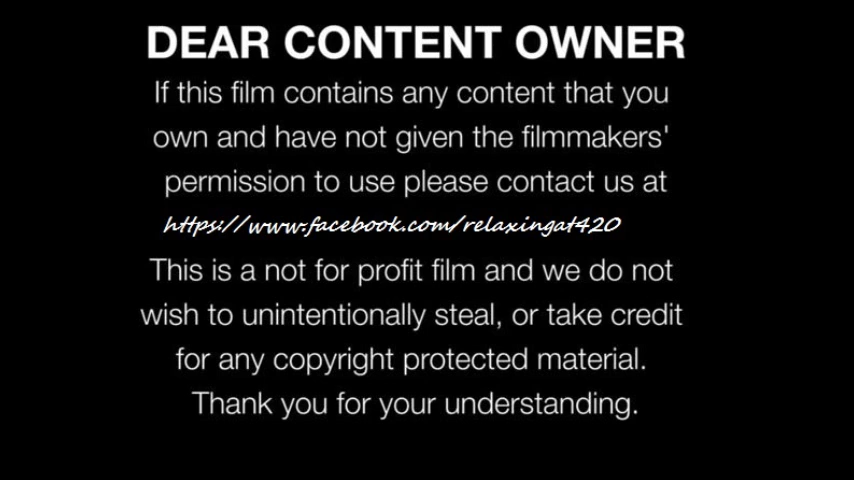 DEAR CONTENT OWNER
If this film contains any content that you
own and have not given the filmmakers'
permission to use please contact us at
https://www.facebook.com/relaxingat420
This is a not for profit film and we do not
wish to unintentionally steal, or take credit
for any copyright protected material.
Thank you for your understanding.